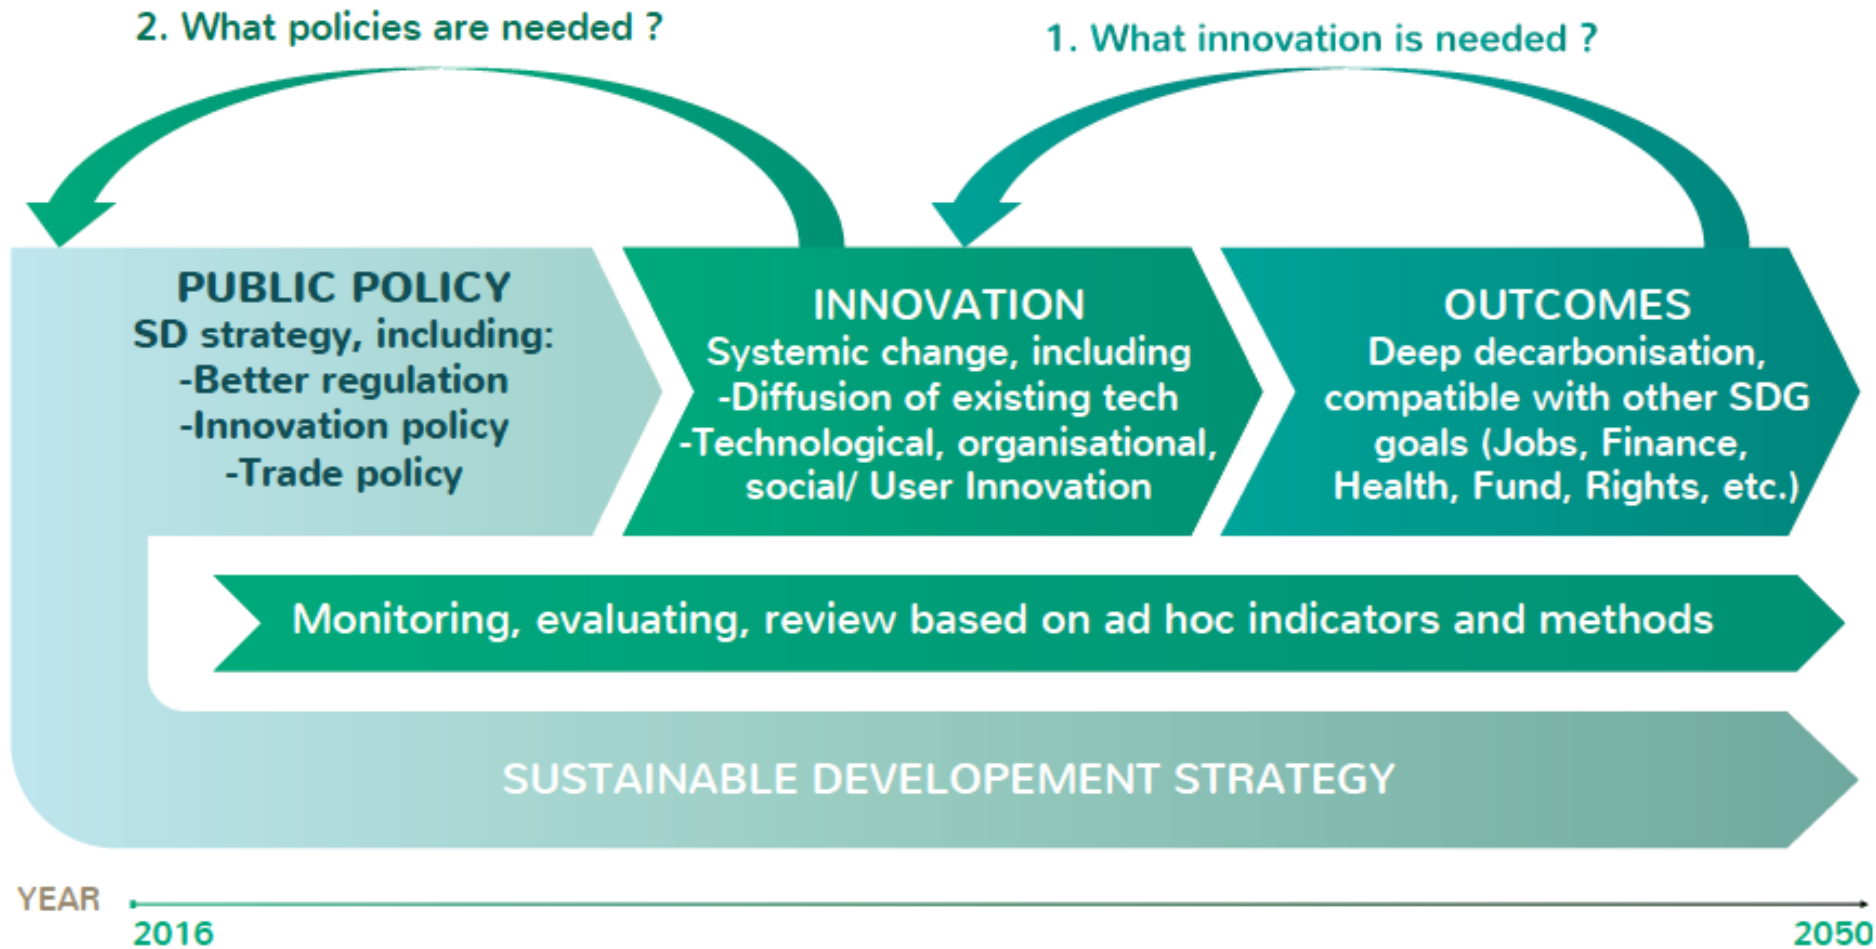 2. What policies are needed ?
1. What innovation is needed ?
PUBLIC POLICY
SD strategy, including:
-Better regulation
-Innovation policy
-Trade policy
INNOVATION
Systemic change, including
-Diffusion of existing tech
-Technological, organisational,
social/ User Innovation
OUTCOMES
Deep decarbonisation,
compatible with other SDG
goals (Jobs, Finance,
Health, Fund, Rights, etc.)
Monitoring, evaluating, review based on ad hoc indicators and methods
SUSTAINABLE DEVELOPEMENT STRATEGY
YEAR
2016
2050